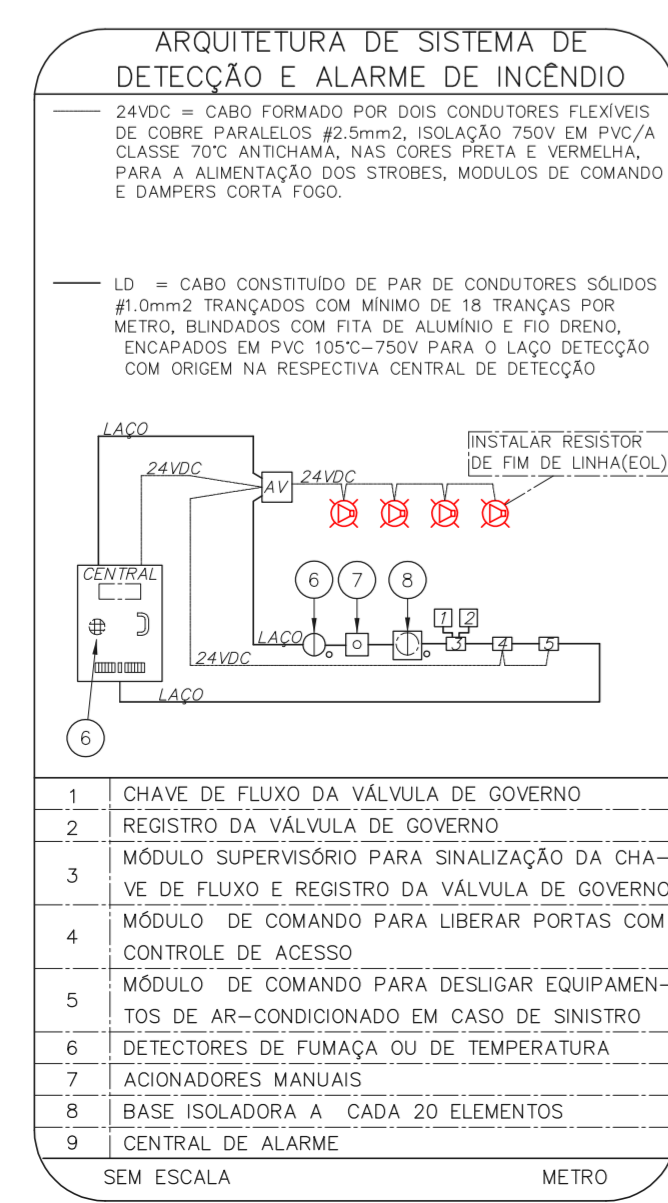 ARQUITETURA DE SISTEMA DE
DETECÇÃO E ALARME DE INCÊNDIO
24VDC = CABO FORMADO POR DOIS CONDUTORES FLEXÍVEIS
DE COBRE PARALELOS #2.5mm2, ISOLAÇÃO 750V EM PVC/A
CLASSE 70°C ANTICHAMA, NAS CORES PRETA E VERMELHA,
PARA A ALIMENTAÇÃO DOS STROBES, MODULOS DE COMANDO
E DAMPERS CORTA FOGO.
LD = CABO CONSTITUÍDO DE PAR DE CONDUTORES SÓLIDOS
#1.0mm2 TRANÇADOS COM MÍNIMO DE 18 TRANÇAS POR
METRO, BLINDADOS COM FITA DE ALUMÍNIO E FIO DRENO,
ENCAPADOS EM PVC 105°C-750V PARA O LAÇO DETECÇÃO
COM ORIGEM NA RESPECTIVA CENTRAL DE DETECÇÃO
LAÇO
INSTALAR RESISTOR
DE FIM DE LINHA(EOL)
24VDC
AV
24VDC
CENTRAL
6 7 8
1 2
LAÇO
3 4 5
24VDC
LAÇO
6
1 CHAVE DE FLUXO DA VÁLVULA DE GOVERNO
2 REGISTRO DA VÁLVULA DE GOVERNO
3 MÓDULO SUPERVISÓRIO PARA SINALIZAÇÃO DA CHA-
VE DE FLUXO E REGISTRO DA VÁLVULA DE GOVERNO
4 MÓDULO DE COMANDO PARA LIBERAR PORTAS COM
CONTROLE DE ACESSO
5 MÓDULO DE COMANDO PARA DESLIGAR EQUIPAMEN-
TOS DE AR-CONDICIONADO EM CASO DE SINISTRO
6 DETECTORES DE FUMAÇA OU DE TEMPERATURA
7 ACIONADORES MANUAIS
8 BASE ISOLADORA A CADA 20 ELEMENTOS
9 CENTRAL DE ALARME
SEM ESCALA METRO